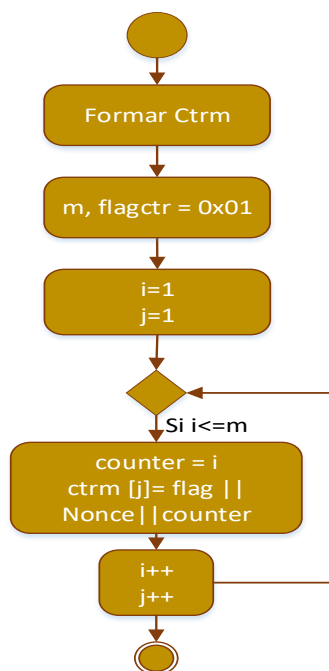 Formar Ctrm
m, flagctr = 0x01
i=1
j=1
Si i<=m
counter = i
ctrm [j]= flag ||
Nonce||counter
i++
j++